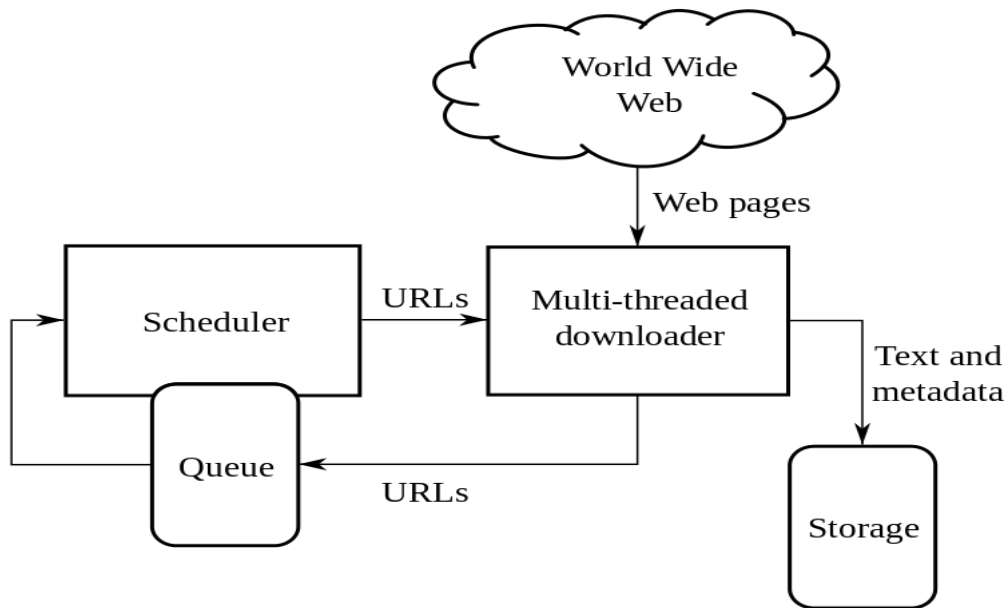 World Wide
Web
Web pages
Scheduler
URLs
Multi-threaded
downloader
Text and
metadata
Queue
URLs
Storage